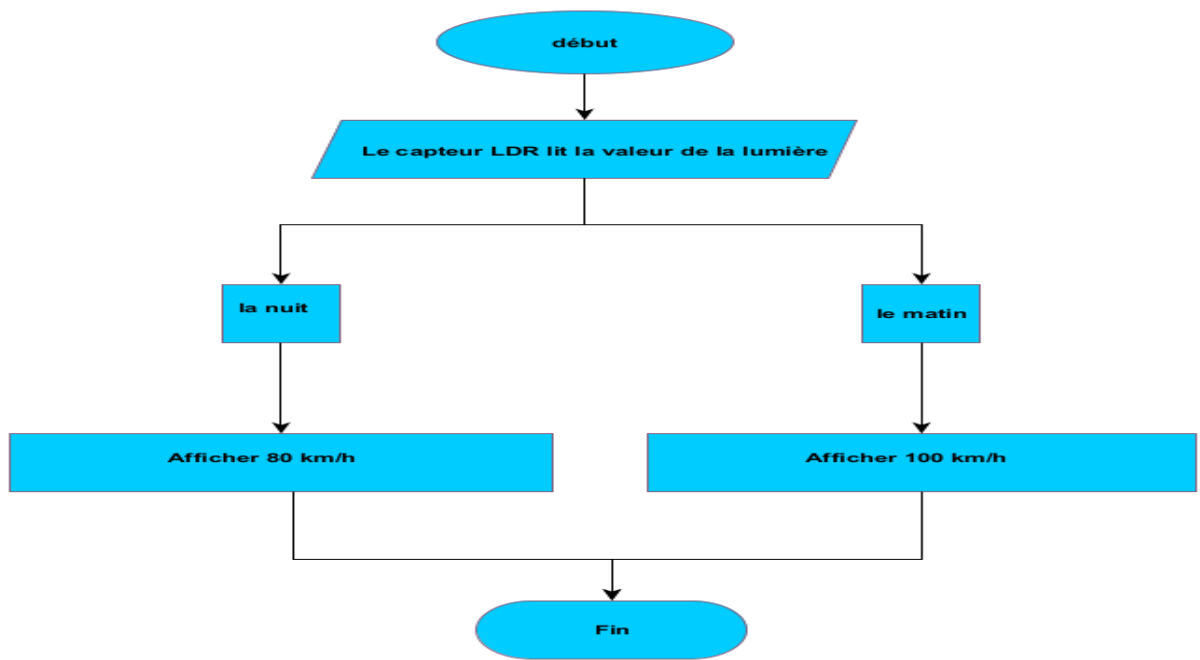 début
Le capteur LDR lit la valeur de la lumière
la nuit
le matin
Afficher 80 km/h
Afficher 100 km/h
Fin